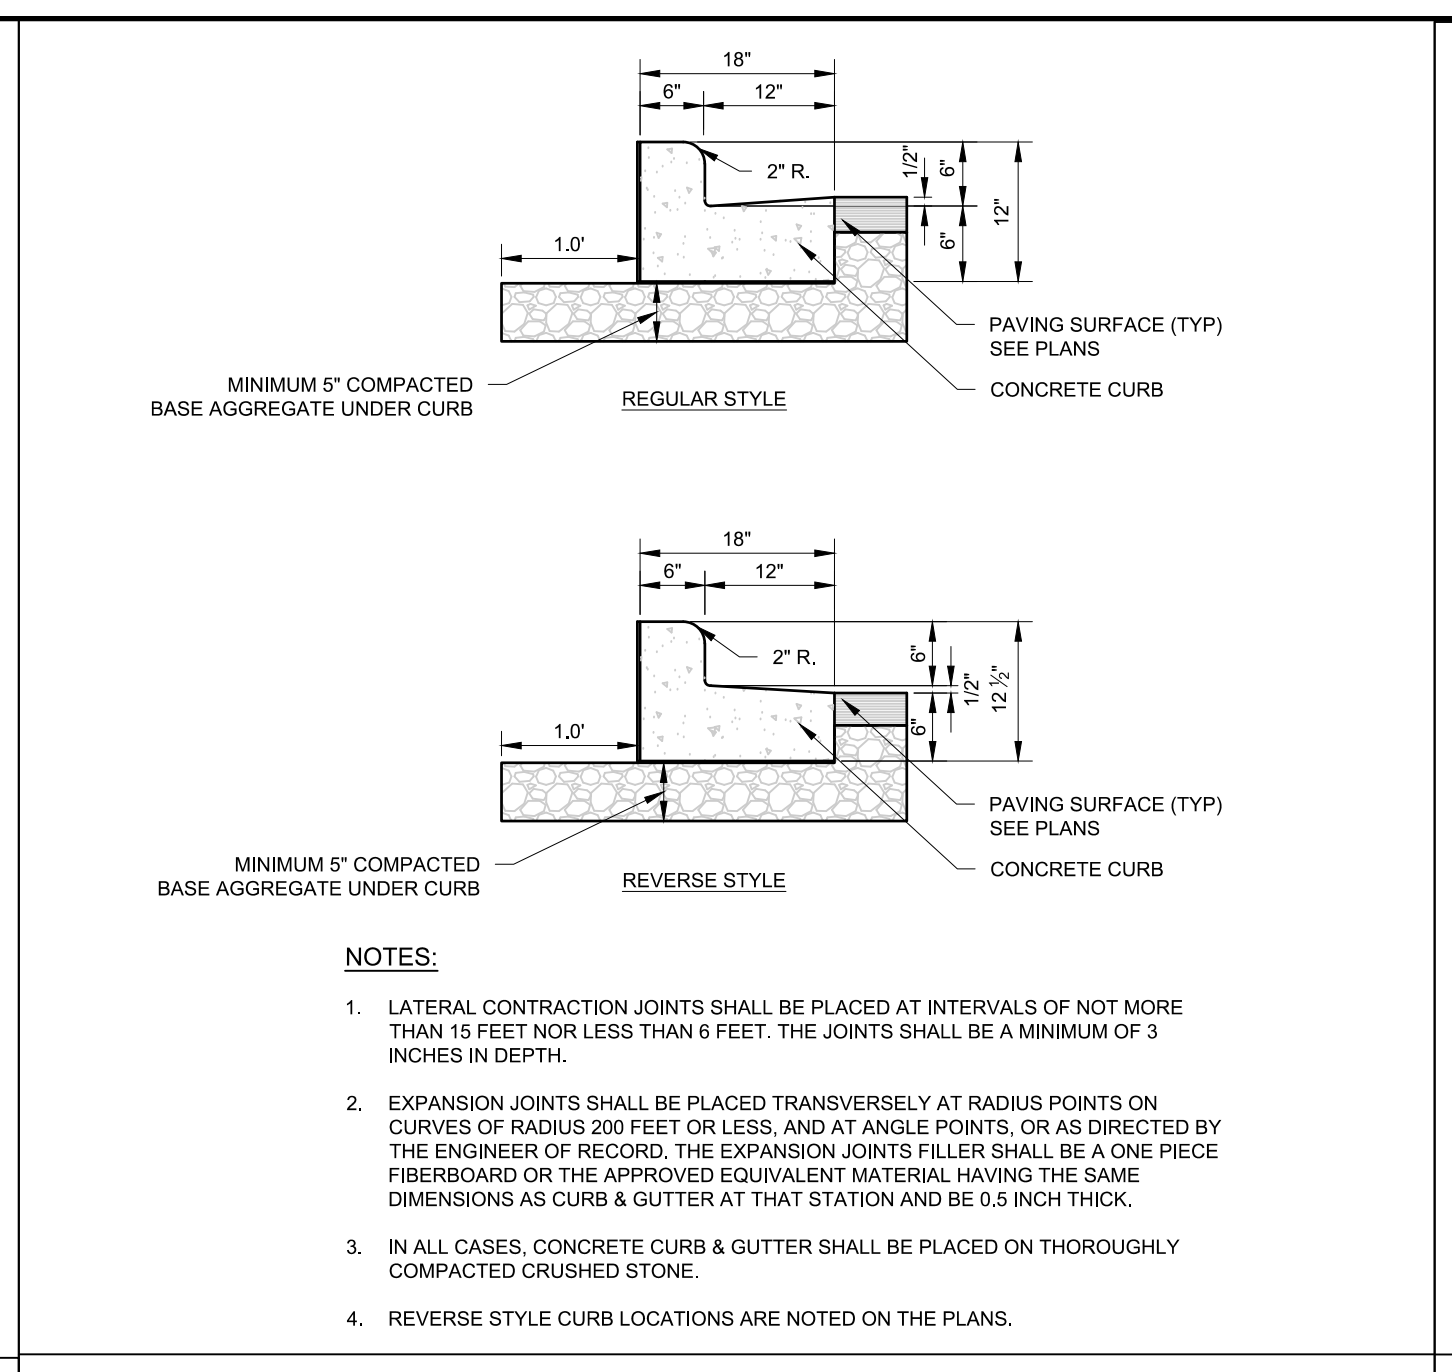 18"
6" 12"
2" R.
1/2"
6"
12"
6"
1.0'
PAVING SURFACE (TYP)
SEE PLANS
MINIMUM 5" COMPACTED
BASE AGGREGATE UNDER CURB
CONCRETE CURB
REGULAR STYLE
18"
6" 12"
2" R.
6"
1/2"
12 ½"
6"
1.0'
PAVING SURFACE (TYP)
SEE PLANS
MINIMUM 5" COMPACTED
BASE AGGREGATE UNDER CURB
CONCRETE CURB
REVERSE STYLE
NOTES:
1. LATERAL CONTRACTION JOINTS SHALL BE PLACED AT INTERVALS OF NOT MORE
THAN 15 FEET NOR LESS THAN 6 FEET. THE JOINTS SHALL BE A MINIMUM OF 3
INCHES IN DEPTH.
2. EXPANSION JOINTS SHALL BE PLACED TRANSVERSELY AT RADIUS POINTS ON
CURVES OF RADIUS 200 FEET OR LESS, AND AT ANGLE POINTS, OR AS DIRECTED BY
THE ENGINEER OF RECORD. THE EXPANSION JOINTS FILLER SHALL BE A ONE PIECE
FIBERBOARD OR THE APPROVED EQUIVALENT MATERIAL HAVING THE SAME
DIMENSIONS AS CURB & GUTTER AT THAT STATION AND BE 0.5 INCH THICK.
3. IN ALL CASES, CONCRETE CURB & GUTTER SHALL BE PLACED ON THOROUGHLY
COMPACTED CRUSHED STONE.
4. REVERSE STYLE CURB LOCATIONS ARE NOTED ON THE PLANS.